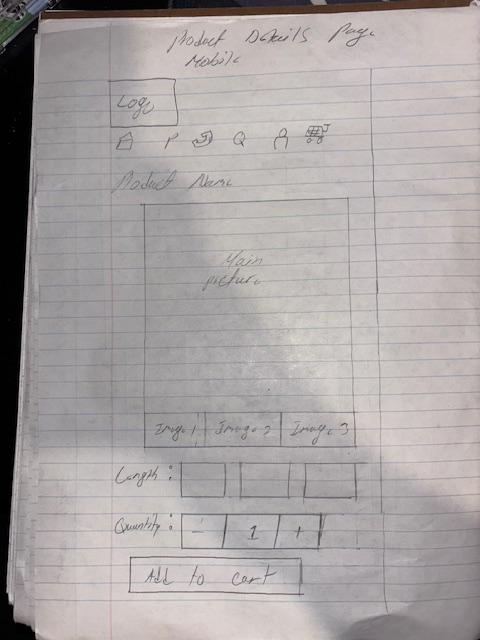 Product Details Page
Mobile
Logo
P Q
Product Name
Main
picture
Image 1 Image 2 Image 3
Length:
Quantity: - 1 +
Add to cart